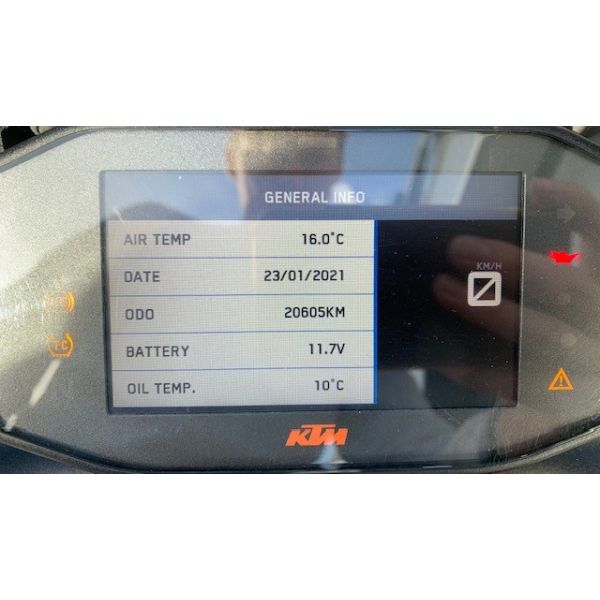 GENERAL INFO
AIR TEMP 16.0°C
DATE 23/01/2021
ODO 20605KM
BATTERY 11.7V
OIL TEMP. 10°C
KM/H
0
TC
KTM